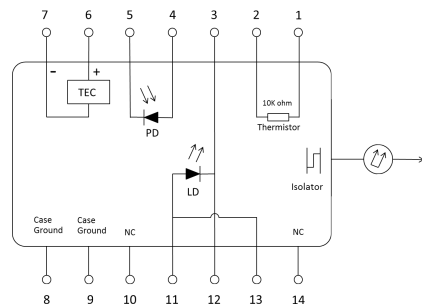 7 6 5 4 3 2 1
- +
TEC
10K ohm
Thermistor
PD
Isolator
LD
Case Ground
Case Ground
NC
NC
8 9 10 11 12 13 14